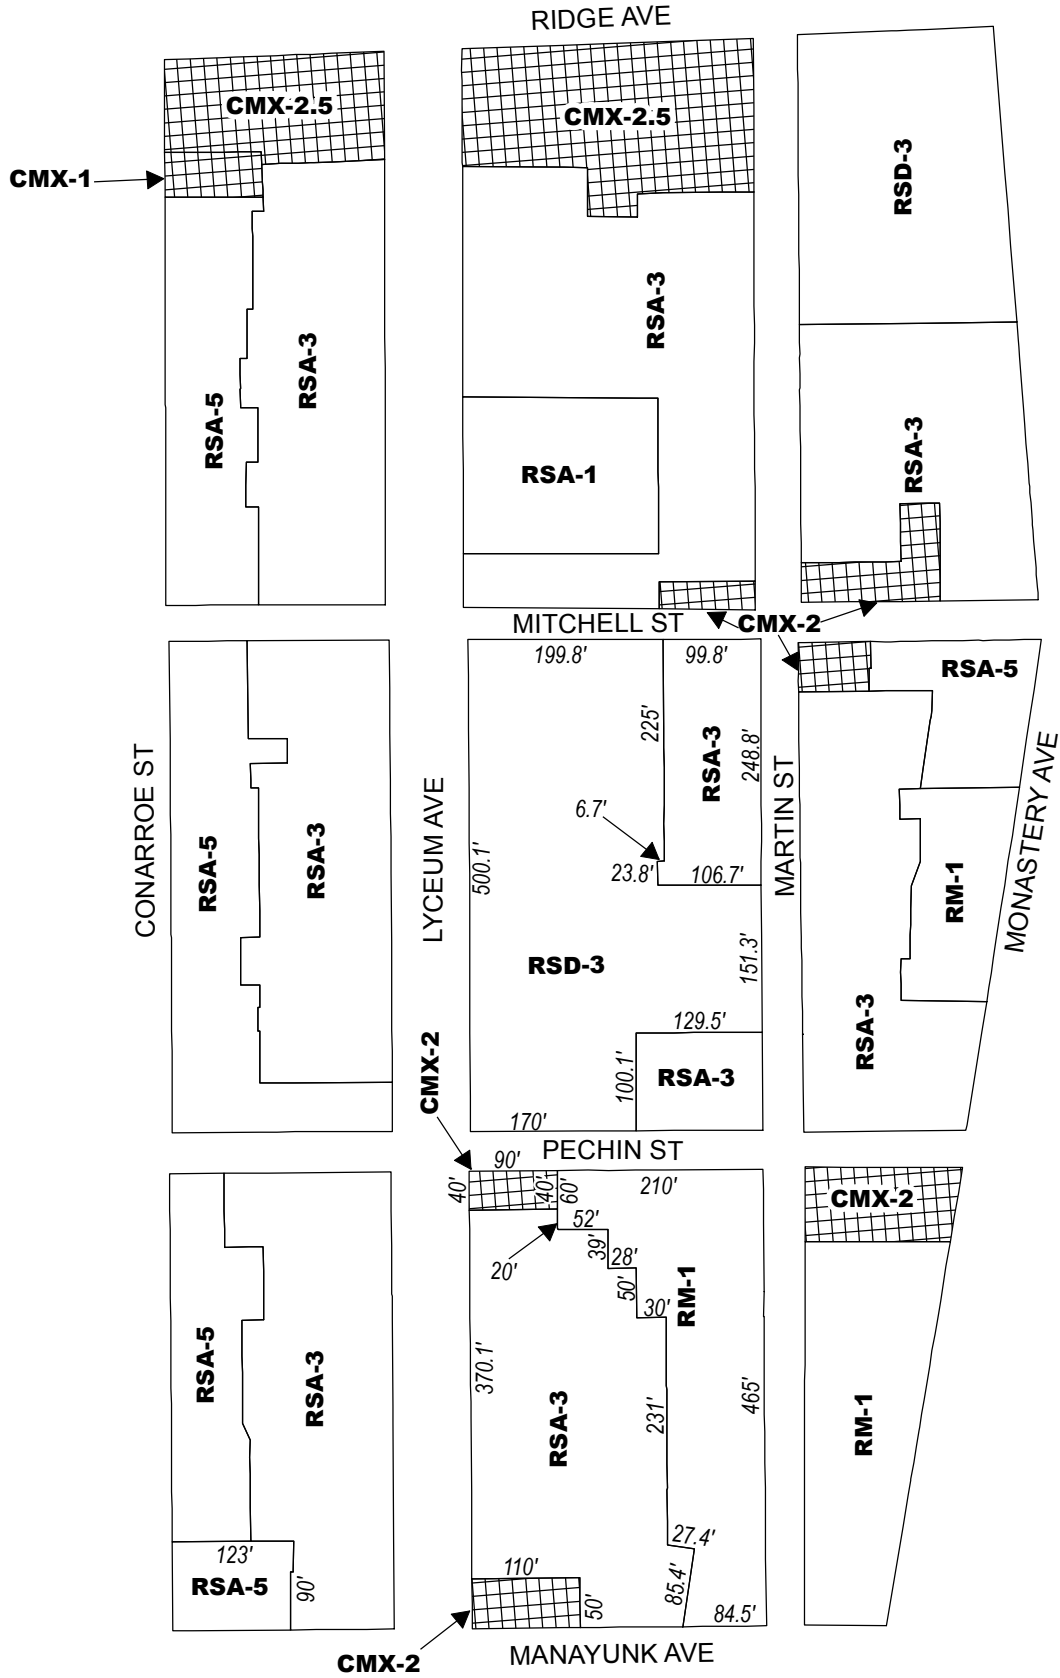 RIDGE AVE
CMX-2.5
CMX-2.5
CMX-1
RSD-3
RSA-3
RSA-3
RSA-5
RSA-3
RSA-1
MITCHELL ST
CMX-2
199.8'
99.8'
RSA-5
225'
RSA-3
248.8'
CONARROE ST
LYCEUM AVE
MARTIN ST
MONASTERY AVE
6.7'
RSA-5
RSA-3
500.1'
23.8'
106.7'
RM-1
RSD-3
151.3'
RSA-3
129.5'
CMX-2
100.1'
RSA-3
170'
PECHIN ST
90'
40'
40'
60'
210'
CMX-2
52'
20'
39'
28'
50'
30'
RM-1
RSA-5
RSA-3
370.1'
RSA-3
231'
465'
RM-1
27.4'
123'
RSA-5
90'
110'
50'
85.4'
84.5'
CMX-2
MANAYUNK AVE